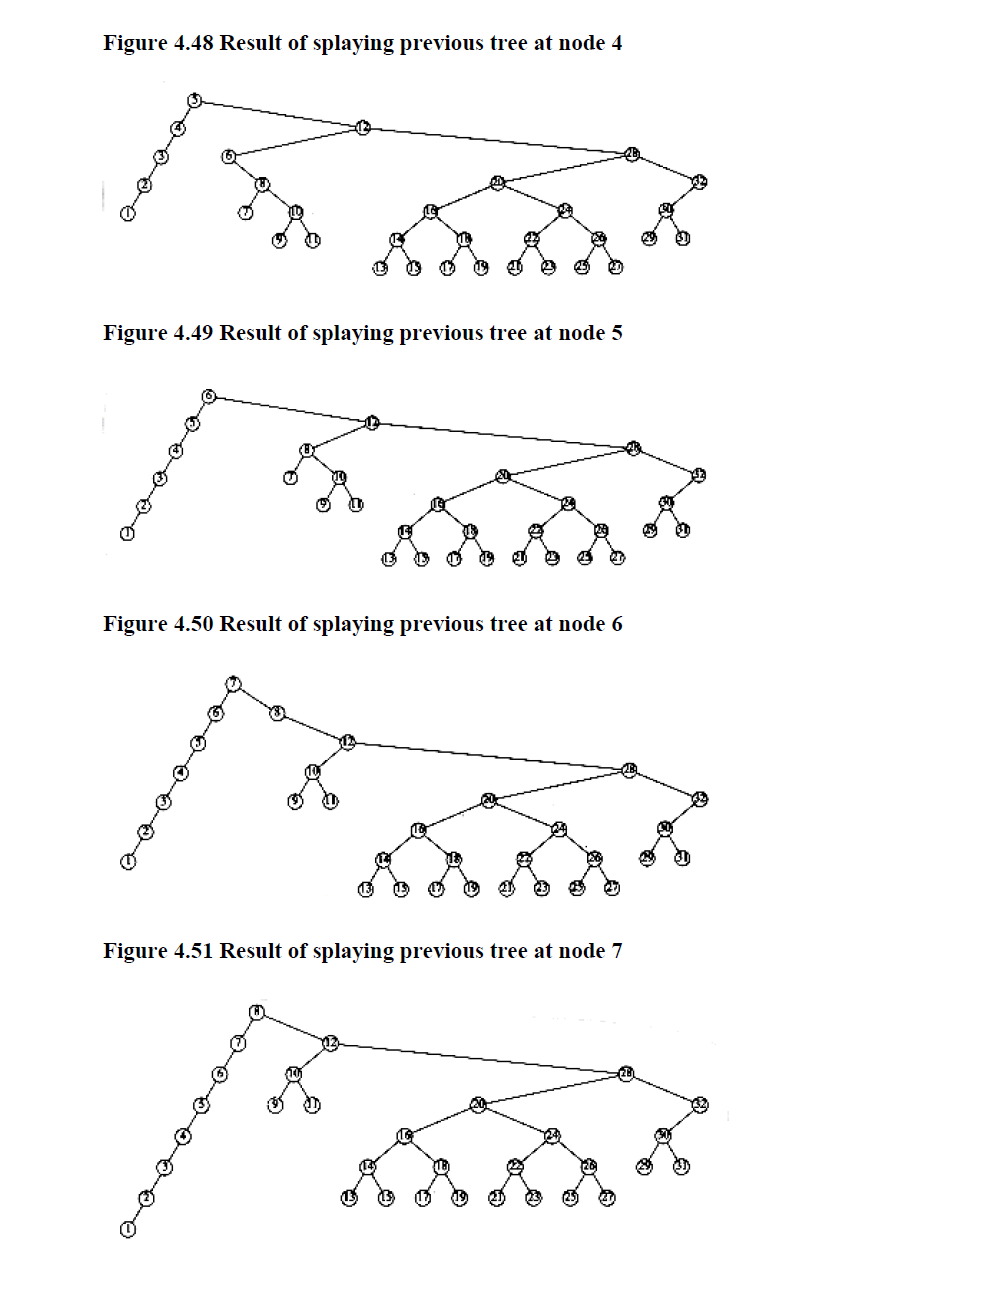 Figure 4.48 Result of splaying previous tree at node 4
5
4 12
3 6 28
2 8 20 32
1 7 10 16 24 30
9 11 14 18 22 26 29 31
13 15 17 19 21 23 25 27
Figure 4.49 Result of splaying previous tree at node 5
6
5 12
4 8 28
3 7 10 20 32
2 9 11 16 24 30
1 14 18 22 26 29 31
13 15 17 19 21 23 25 27
Figure 4.50 Result of splaying previous tree at node 6
7
6 8
5 12
4 10 28
3 9 11 20 32
2 16 24 30
1 14 18 22 26 29 31
13 15 17 19 21 23 25 27
Figure 4.51 Result of splaying previous tree at node 7
8
7 12
6 10 28
5 9 11 20 32
4 16 24 30
3 14 18 22 26 29 31
2 13 15 17 19 21 23 25 27
1